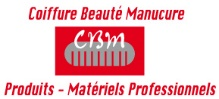 Coiffure Beauté Manucure
CBM
Produits - Matériels Professionnels